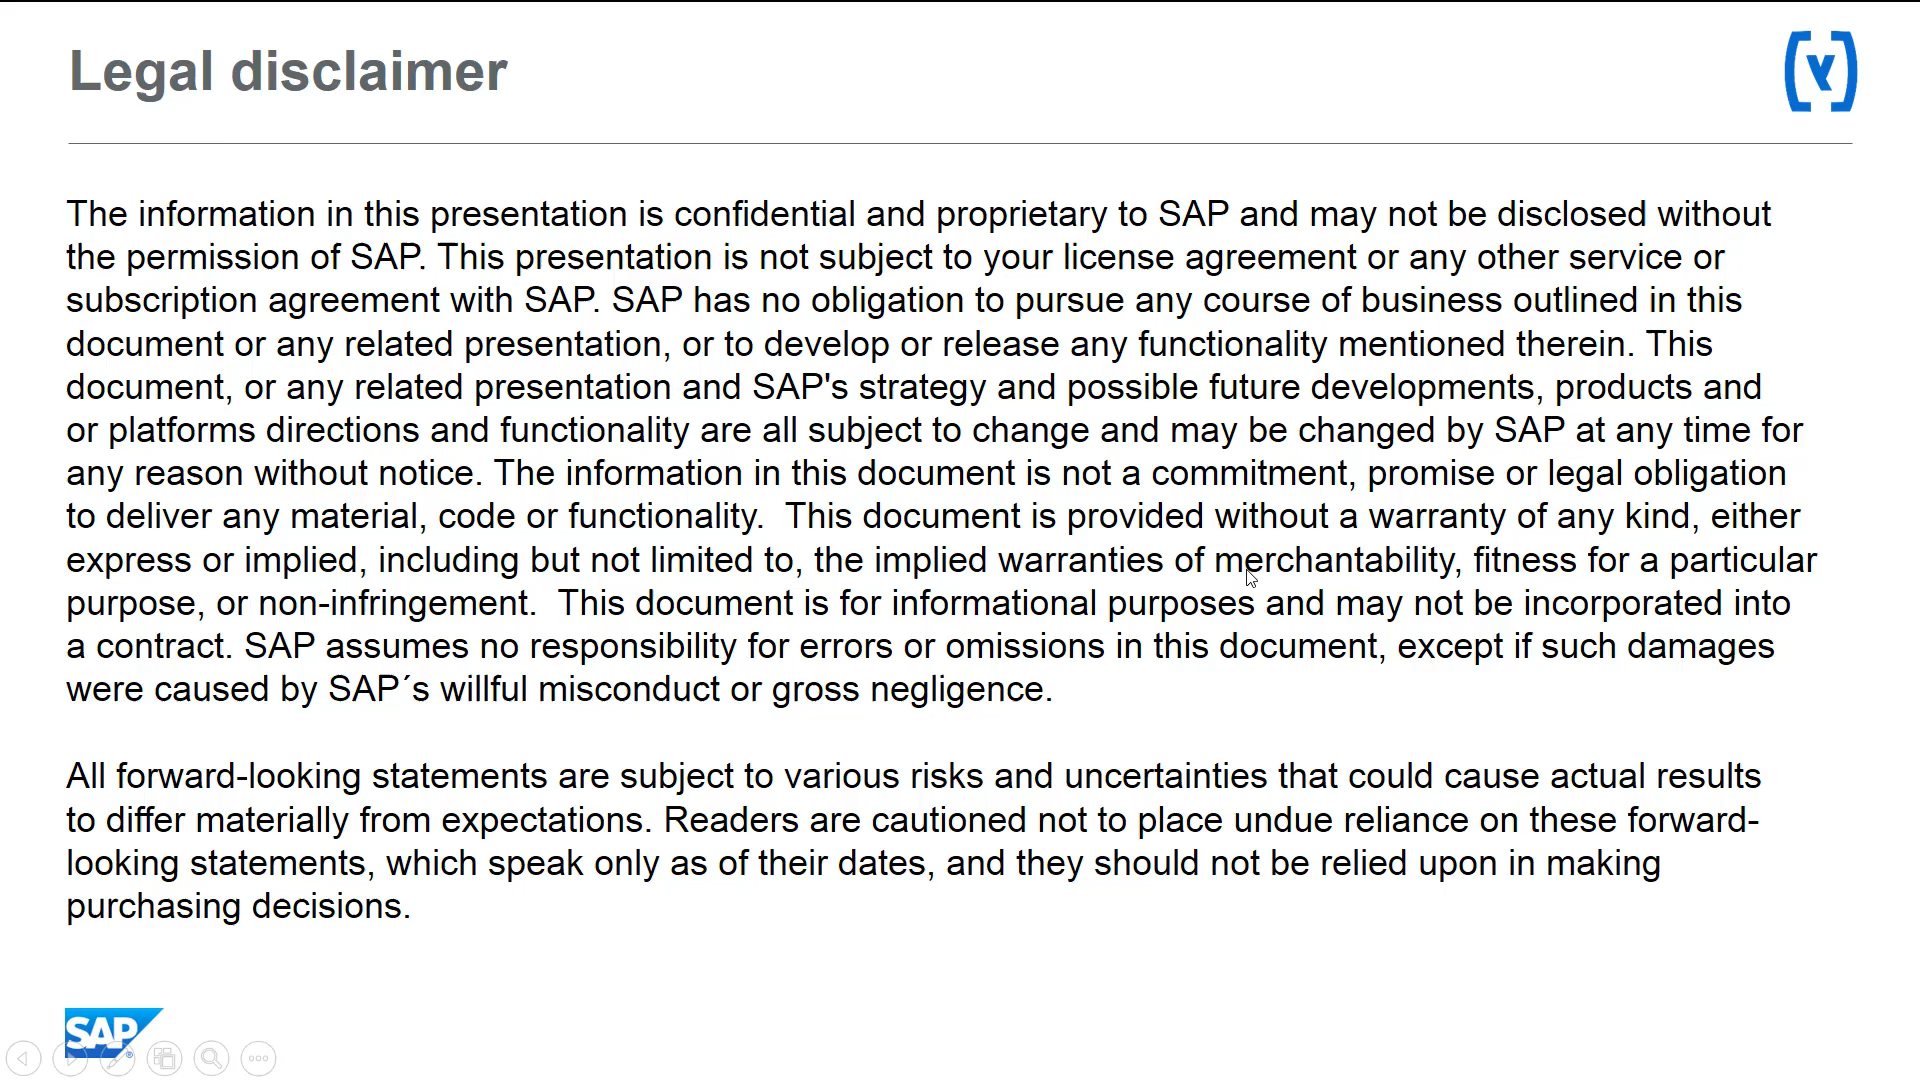 Legal disclaimer
The information in this presentation is confidential and proprietary to SAP and may not be disclosed without
the permission of SAP. This presentation is not subject to your license agreement or any other service or
subscription agreement with SAP. SAP has no obligation to pursue any course of business outlined in this
document or any related presentation, or to develop or release any functionality mentioned therein. This
document, or any related presentation and SAP's strategy and possible future developments, products and
or platforms directions and functionality are all subject to change and may be changed by SAP at any time for
any reason without notice. The information in this document is not a commitment, promise or legal obligation
to deliver any material, code or functionality.  This document is provided without a warranty of any kind, either
express or implied, including but not limited to, the implied warranties of merchantability, fitness for a particular
purpose, or non-infringement.  This document is for informational purposes and may not be incorporated into
a contract. SAP assumes no responsibility for errors or omissions in this document, except if such damages
were caused by SAP´s willful misconduct or gross negligence.
All forward-looking statements are subject to various risks and uncertainties that could cause actual results
to differ materially from expectations. Readers are cautioned not to place undue reliance on these forward-
looking statements, which speak only as of their dates, and they should not be relied upon in making
purchasing decisions.
SAP®